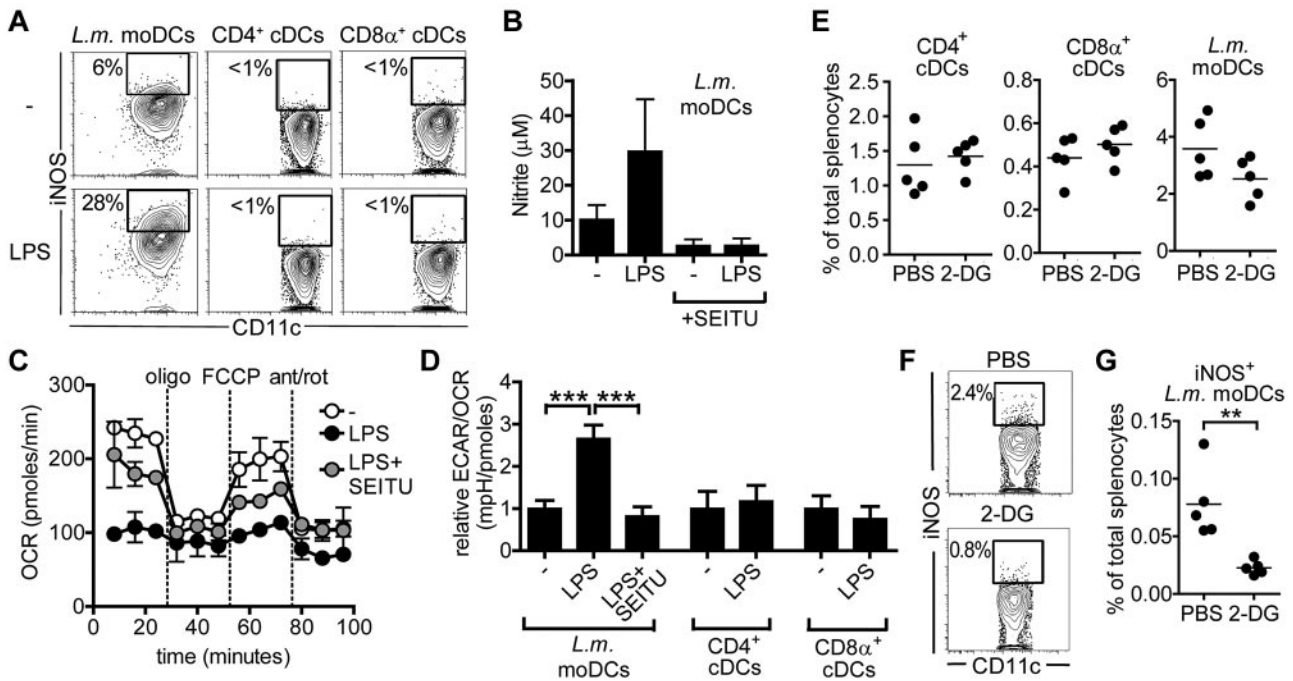 A
L.m. moDCs CD4+ cDCs CD8α+ cDCs
6% <1% <1%
-
28% <1% <1%
LPS
iNOS
CD11c
B
L.m.
moDCs
Nitrite (μM)
50
40
30
20
10
0
- LPS - LPS
+SEITU
C
OCR (pmoles/min)
300
200
100
0
oligo FCCP ant/rot
-
LPS
LPS+
SEITU
0 20 40 60 80 100
time (minutes)
D
relative ECAR/OCR
(mpH/pmoles)
4
3
2
1
0
*** ***
- LPS LPS+ - LPS - LPS
SEITU
L.m.
moDCs
CD4+
cDCs
CD8α+
cDCs
E
% of total splenocytes
CD4+
cDCs
2.5
2.0
1.5
1.0
0.5
0.0
PBS 2-DG
CD8α+
cDCs
0.8
0.6
0.4
0.2
0.0
PBS 2-DG
L.m.
moDCs
6
4
2
0
PBS 2-DG
F
PBS
2.4%
iNOS
2-DG
0.8%
iNOS
CD11c
G
iNOS+
L.m. moDCs
% of total splenocytes
0.15
0.10
0.05
0.00
**
PBS 2-DG